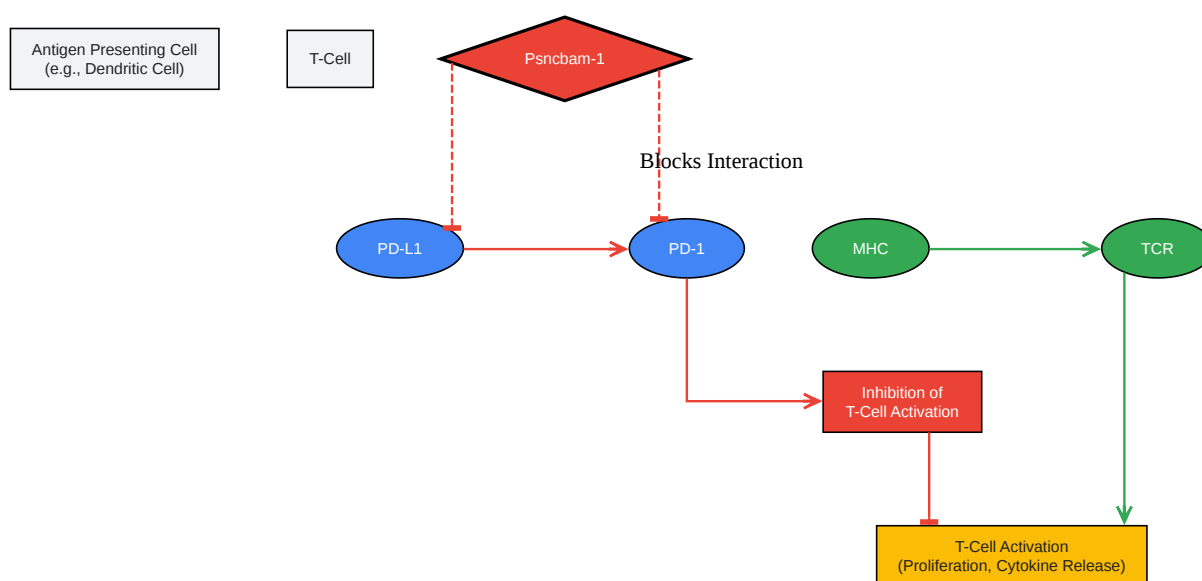 Antigen Presenting Cell
(e.g., Dendritic Cell)
T-Cell
Psncbam-1
Blocks Interaction
PD-L1
PD-1
MHC
TCR
Inhibition of
T-Cell Activation
T-Cell Activation
(Proliferation, Cytokine Release)